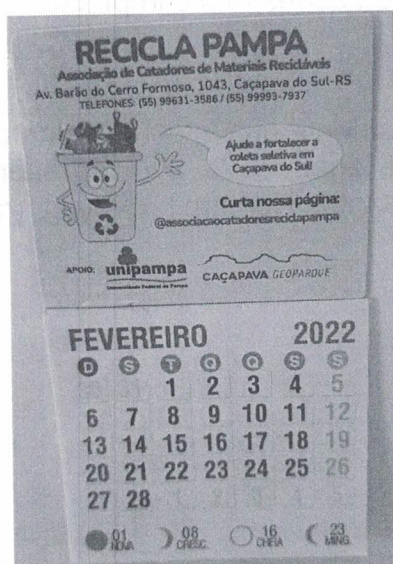 RECICLA PAMPA
Associação de Catadores de Materiais Recicláveis
Av. Barão do Cerro Formoso, 1043, Caçapava do Sul-RS
TELEFONES: (55) 99631-3586 / (55) 99993-7937
Ajude a fortalecer a
coleta seletiva em
Caçapava do Sul!
Curta nossa página:
@associacaocatadoresreciclapampa
APOIO: unipampa
Universidade Federal do Pampa
CAÇAPAVA GEOPARQUE
FEVEREIRO 2022
D S T Q Q S S
1 2 3 4 5
6 7 8 9 10 11 12
13 14 15 16 17 18 19
20 21 22 23 24 25 26
27 28
01 NOVA 08 CRESC. 16 CHEIA 23 MING.